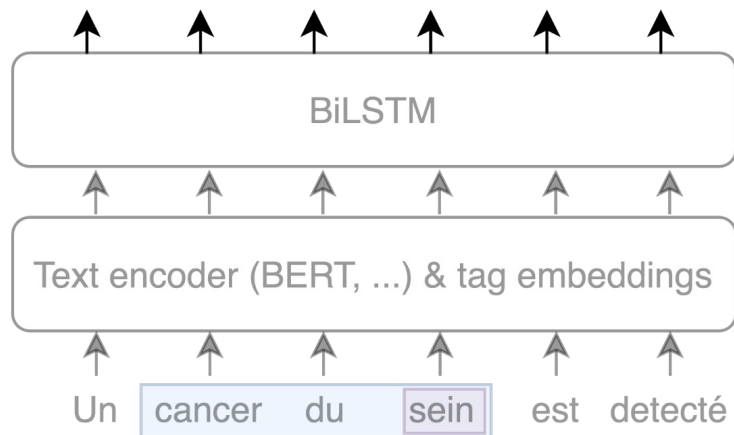 BiLSTM
Text encoder (BERT, ...) & tag embeddings
Un cancer du sein est detecté